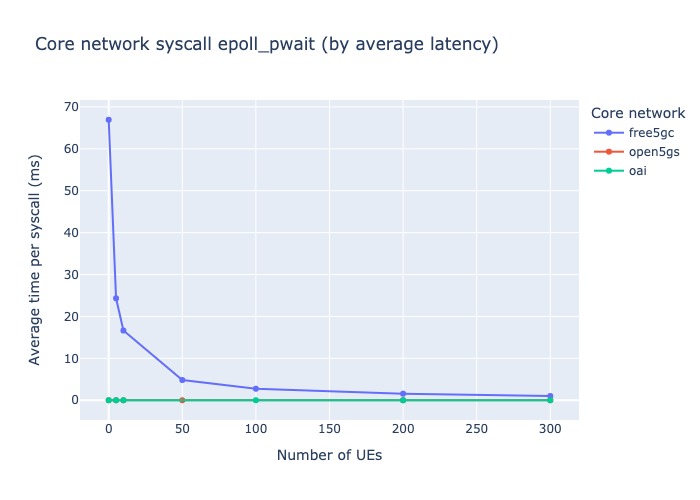 Core network syscall epoll_pwait (by average latency)
Core network
free5gc
open5gs
oai
Average time per syscall (ms)
70
60
50
40
30
20
10
0
0 50 100 150 200 250 300
Number of UEs